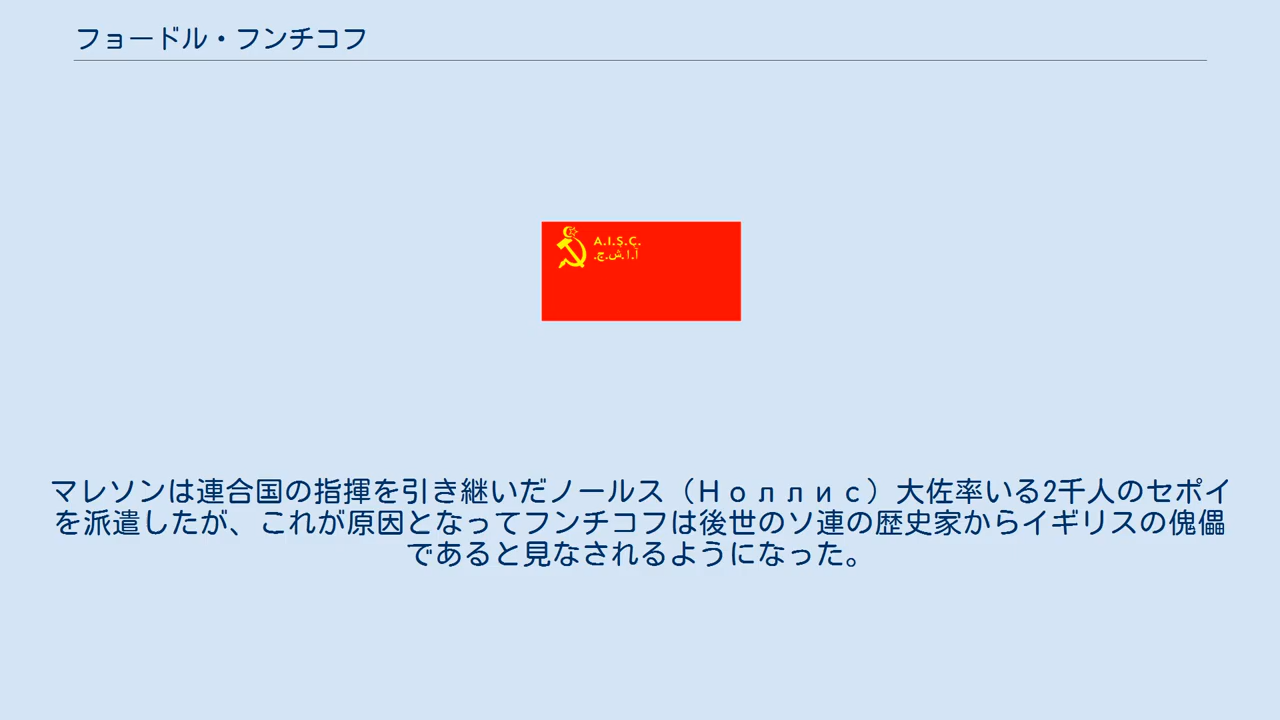 フョードル・フンチコフ
A.I.Ş.Ç.
آ.ا.ش.چ.
マレソンは連合国の指揮を引き継いだノールス（Ноллис）大佐率いる2千人のセポイ
を派遣したが、これが原因となってフンチコフは後世のソ連の歴史家からイギリスの傀儡
であると見なされるようになった。